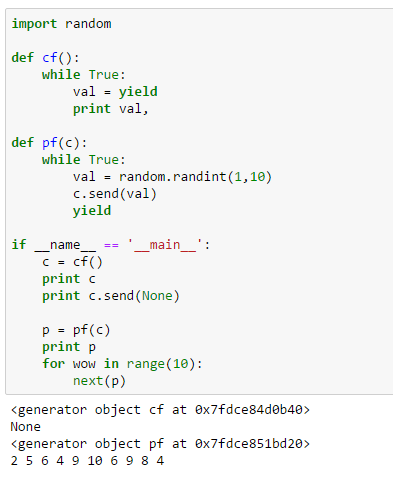 import random

def cf():
    while True:
        val = yield
        print val,

def pf(c):
    while True:
        val = random.randint(1,10)
        c.send(val)
        yield

if __name__ == '__main__':
    c = cf()
    print c
    print c.send(None)

    p = pf(c)
    print p
    for wow in range(10):
        next(p)
<generator object cf at 0x7fdce84d0b40>
None
<generator object pf at 0x7fdce851bd20>
2 5 6 4 9 10 6 9 8 4